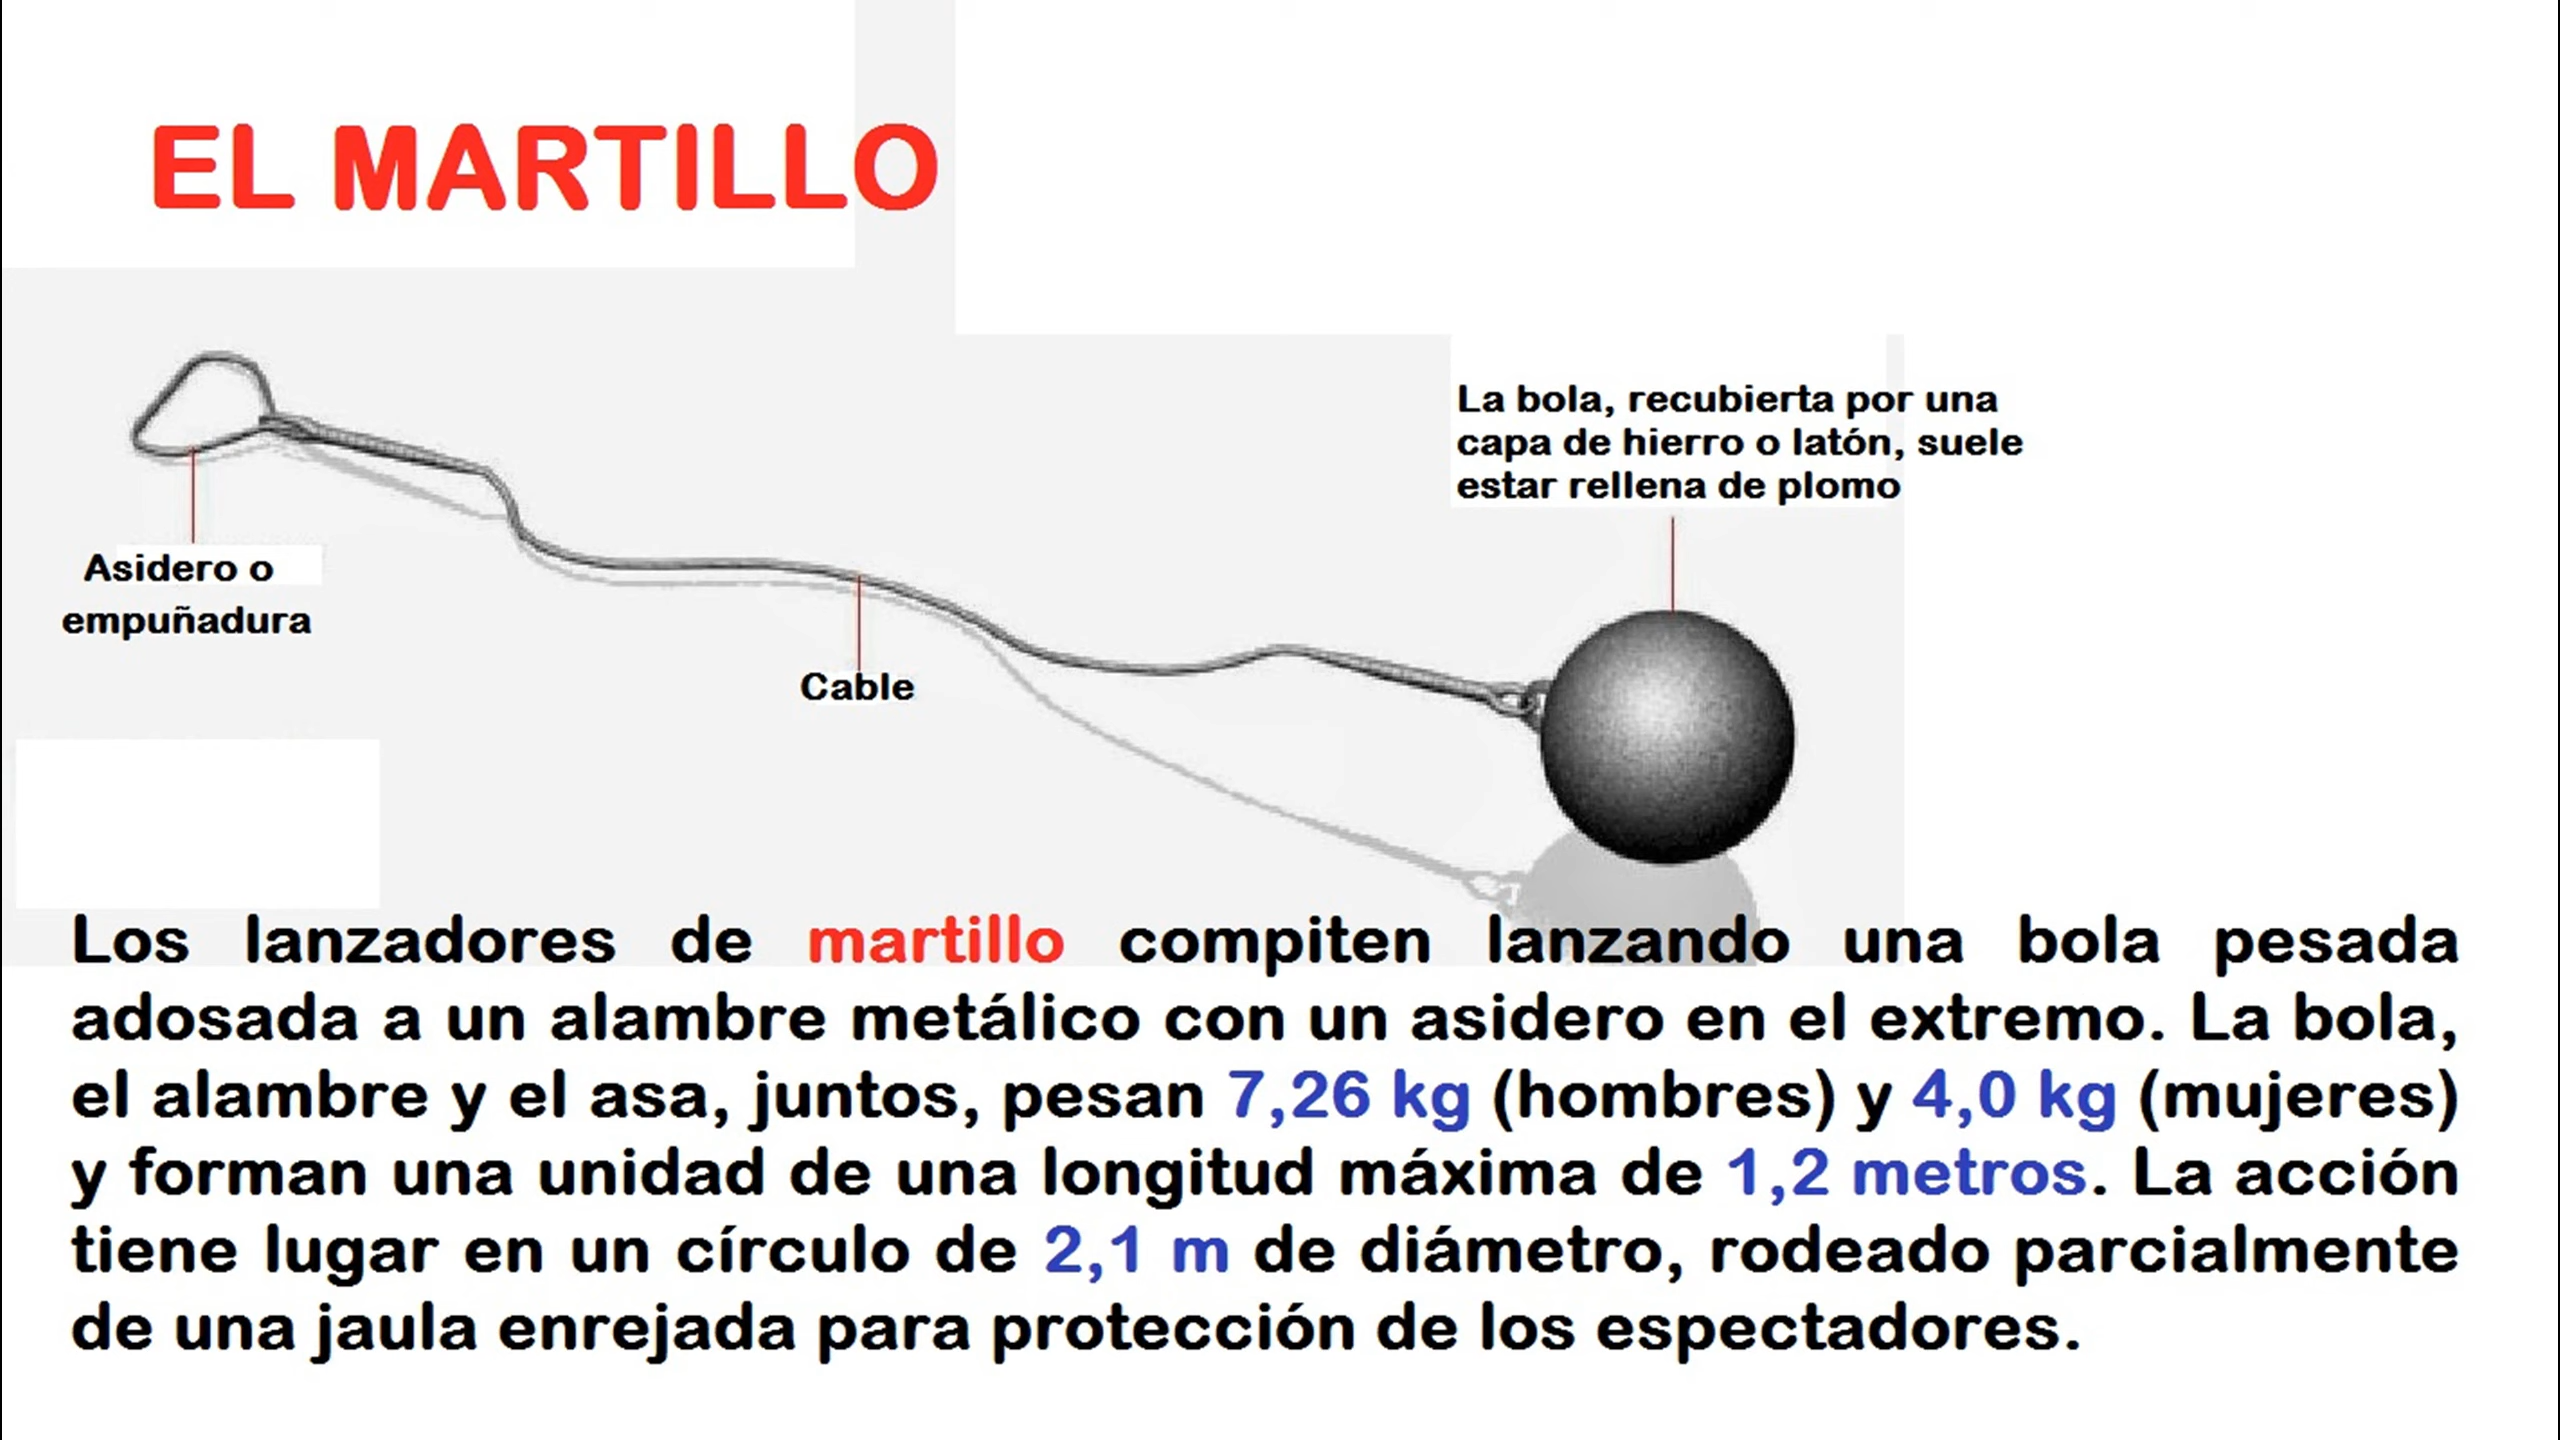 EL MARTILLO
La bola, recubierta por una
capa de hierro o latón, suele
estar rellena de plomo
Asidero o
empuñadura
Cable
Los lanzadores de martillo compiten lanzando una bola pesada
adosada a un alambre metálico con un asidero en el extremo. La bola,
el alambre y el asa, juntos, pesan 7,26 kg (hombres) y 4,0 kg (mujeres)
y forman una unidad de una longitud máxima de 1,2 metros. La acción
tiene lugar en un círculo de 2,1 m de diámetro, rodeado parcialmente
de una jaula enrejada para protección de los espectadores.